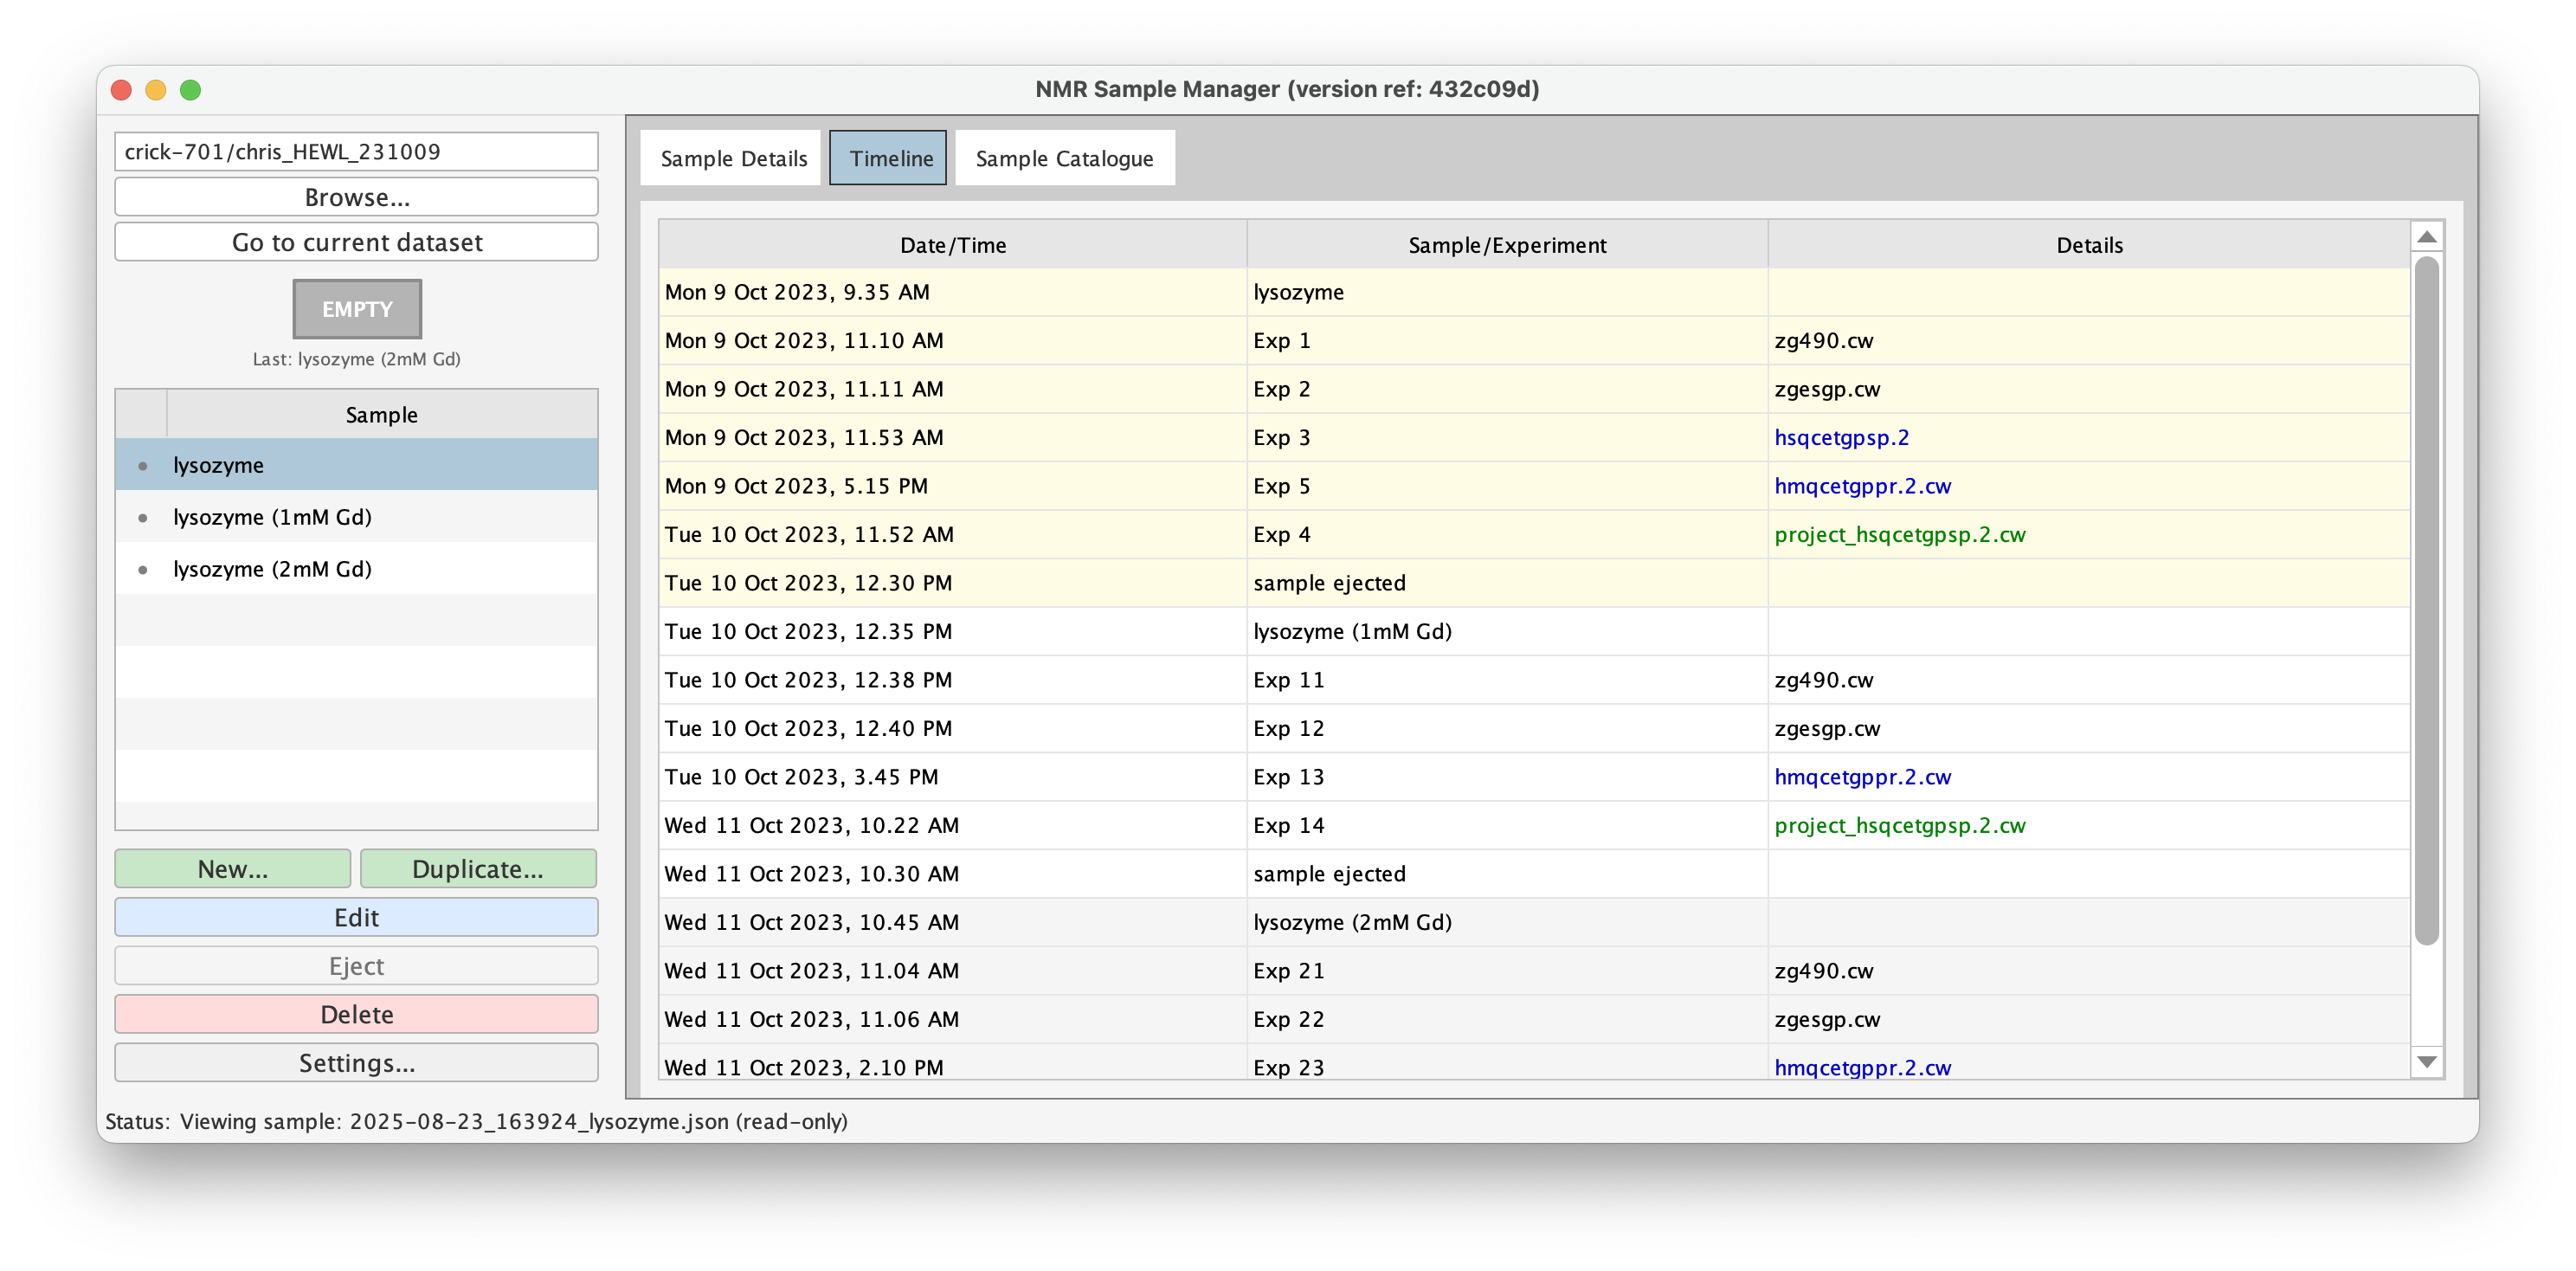 NMR Sample Manager (version ref: 432c09d)
crick-701/chris_HEWL_231009
Browse...
Go to current dataset
EMPTY
Last: lysozyme (2mM Gd)
Sample
lysozyme
lysozyme (1mM Gd)
lysozyme (2mM Gd)
New... Duplicate...
Edit
Eject
Delete
Settings...
Sample Details Timeline Sample Catalogue
Date/Time Sample/Experiment Details
Mon 9 Oct 2023, 9.35 AM lysozyme
Mon 9 Oct 2023, 11.10 AM Exp 1 zg490.cw
Mon 9 Oct 2023, 11.11 AM Exp 2 zgesgp.cw
Mon 9 Oct 2023, 11.53 AM Exp 3 hsqcetgpsp.2
Mon 9 Oct 2023, 5.15 PM Exp 5 hmqcetgppr.2.cw
Tue 10 Oct 2023, 11.52 AM Exp 4 project_hsqcetgpsp.2.cw
Tue 10 Oct 2023, 12.30 PM sample ejected
Tue 10 Oct 2023, 12.35 PM lysozyme (1mM Gd)
Tue 10 Oct 2023, 12.38 PM Exp 11 zg490.cw
Tue 10 Oct 2023, 12.40 PM Exp 12 zgesgp.cw
Tue 10 Oct 2023, 3.45 PM Exp 13 hmqcetgppr.2.cw
Wed 11 Oct 2023, 10.22 AM Exp 14 project_hsqcetgpsp.2.cw
Wed 11 Oct 2023, 10.30 AM sample ejected
Wed 11 Oct 2023, 10.45 AM lysozyme (2mM Gd)
Wed 11 Oct 2023, 11.04 AM Exp 21 zg490.cw
Wed 11 Oct 2023, 11.06 AM Exp 22 zgesgp.cw
Wed 11 Oct 2023, 2.10 PM Exp 23 hmqcetgppr.2.cw
Status: Viewing sample: 2025-08-23_163924_lysozyme.json (read-only)